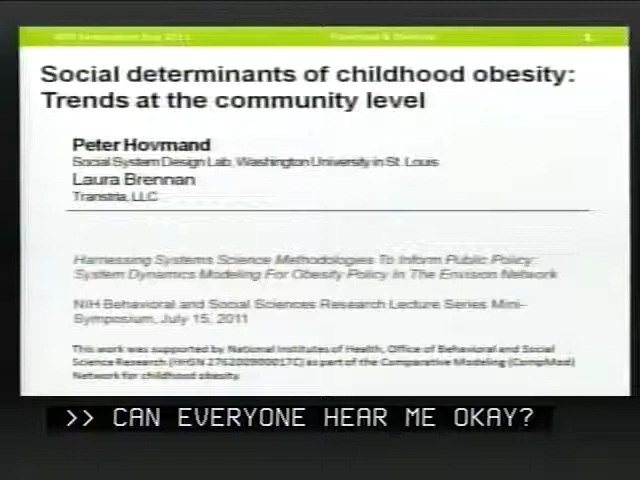 Social determinants of childhood obesity:
Trends at the community level
Peter Hovmand
Social System Design Lab, Washington University in St. Louis
Laura Brennan
Transtria, LLC
Harnessing Systems Science Methodologies To Inform Public Policy:
System Dynamics Modeling For Obesity Policy In The Envision Network
NIH Behavioral and Social Sciences Research Lecture Series Mini-
Symposium, July 15, 2011
This work was supported by National Institutes of Health, Office of Behavioral and Social
Science Research (HHSN 276200900017C) as part of the Comparative Modeling (CompMod)
Network for childhood obesity.
>> CAN EVERYONE HEAR ME OKAY?